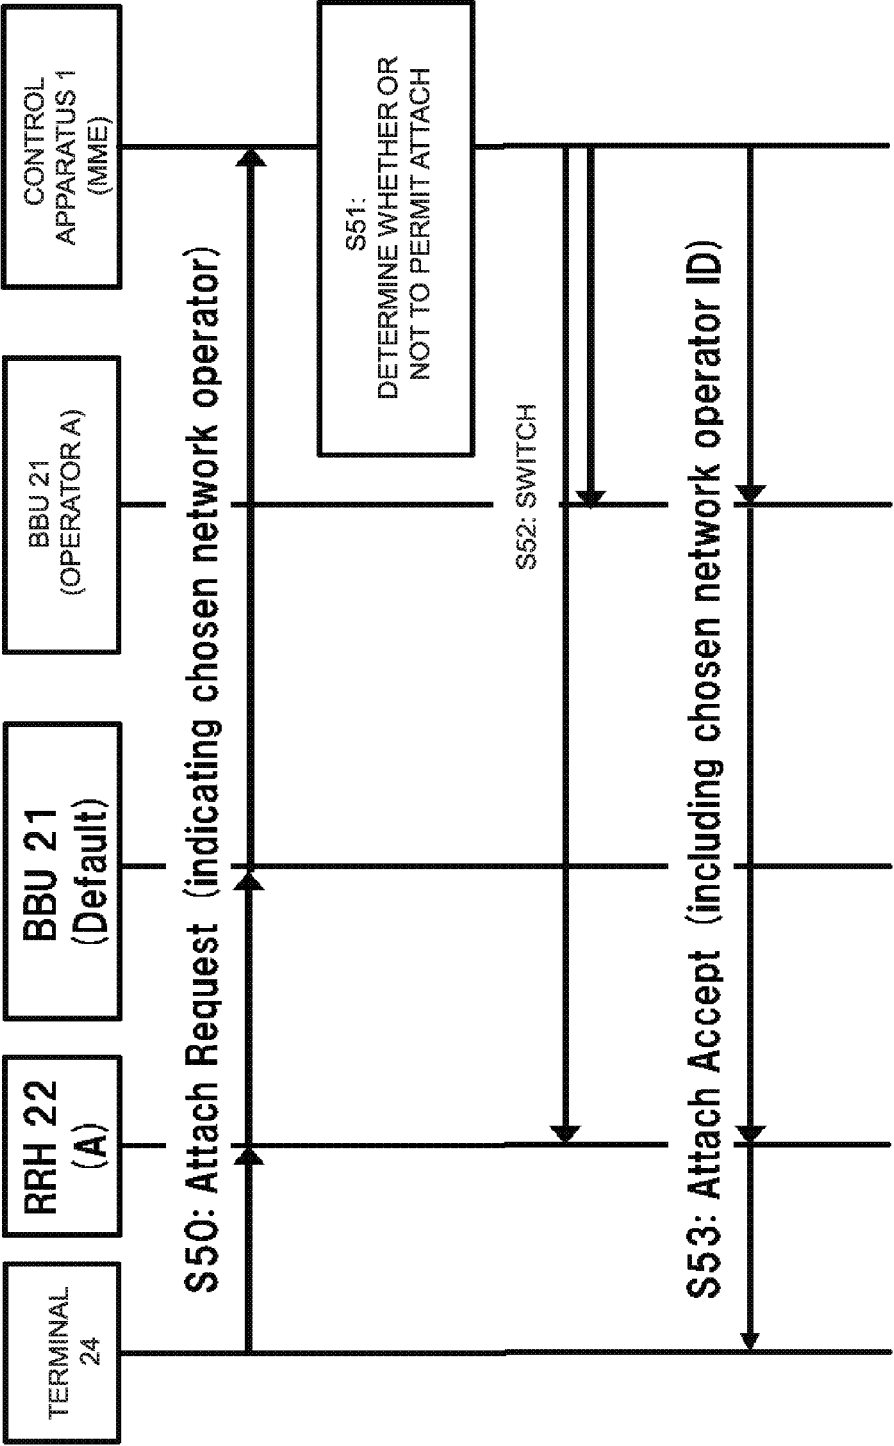 TERMINAL
24
RRH 22
(A)
BBU 21
(Default)
BBU 21
(OPERATOR A)
CONTROL
APPARATUS 1
(MME)
S50: Attach Request (indicating chosen network operator)
S51:
DETERMINE WHETHER OR
NOT TO PERMIT ATTACH
S52: SWITCH
S53: Attach Accept (including chosen network operator ID)